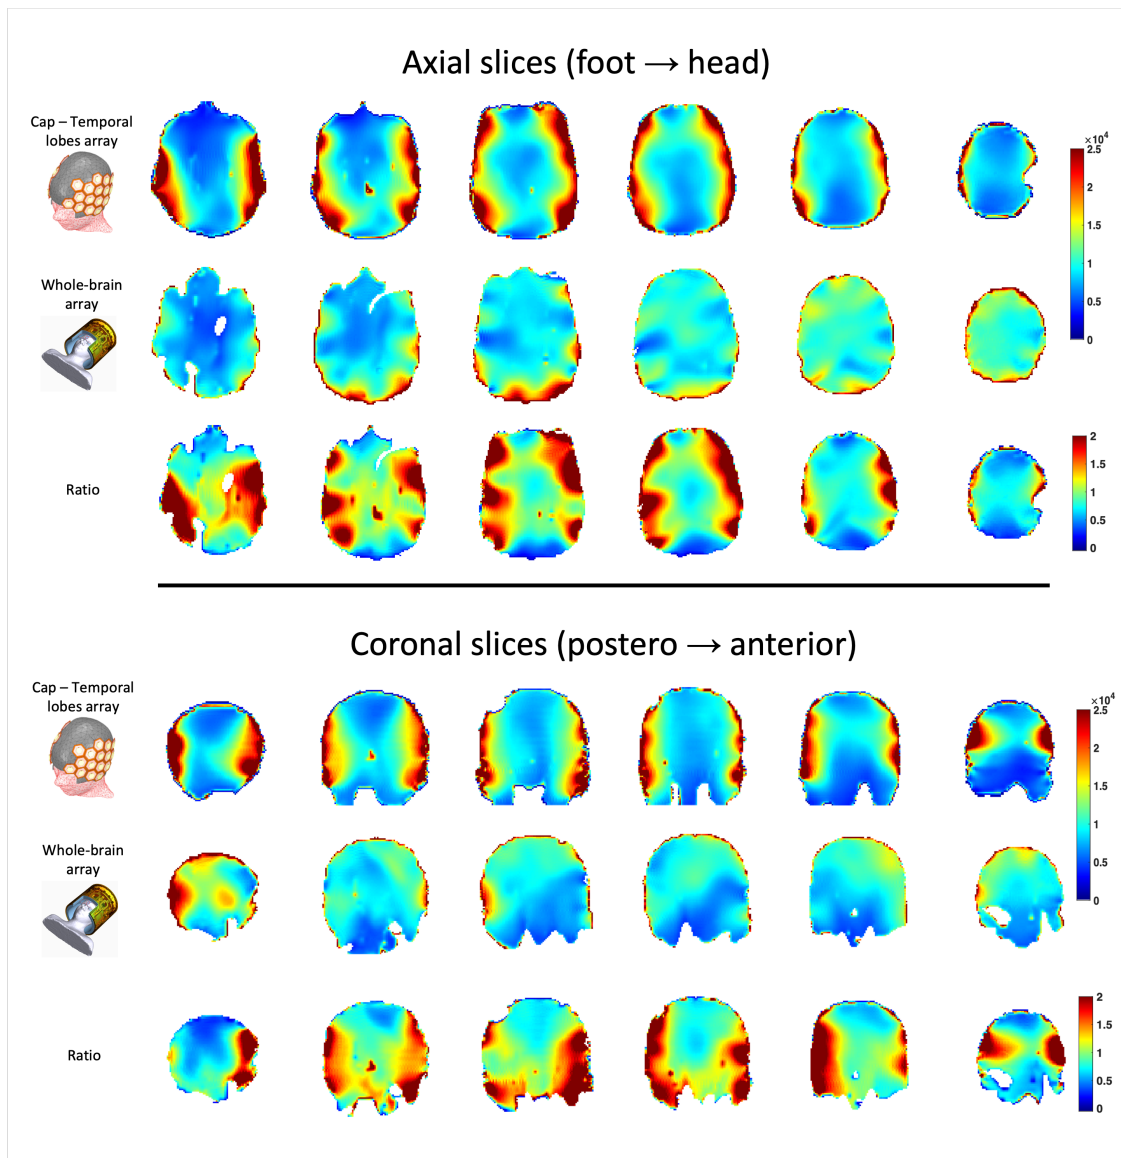 Axial slices (foot → head)
Cap – Temporal
lobes array
×10⁴
2.5
2
1.5
1
0.5
0
Whole-brain
array
Ratio
2
1.5
1
0.5
0
Coronal slices (postero → anterior)
Cap – Temporal
lobes array
×10⁴
2.5
2
1.5
1
0.5
0
Whole-brain
array
Ratio
2
1.5
1
0.5
0